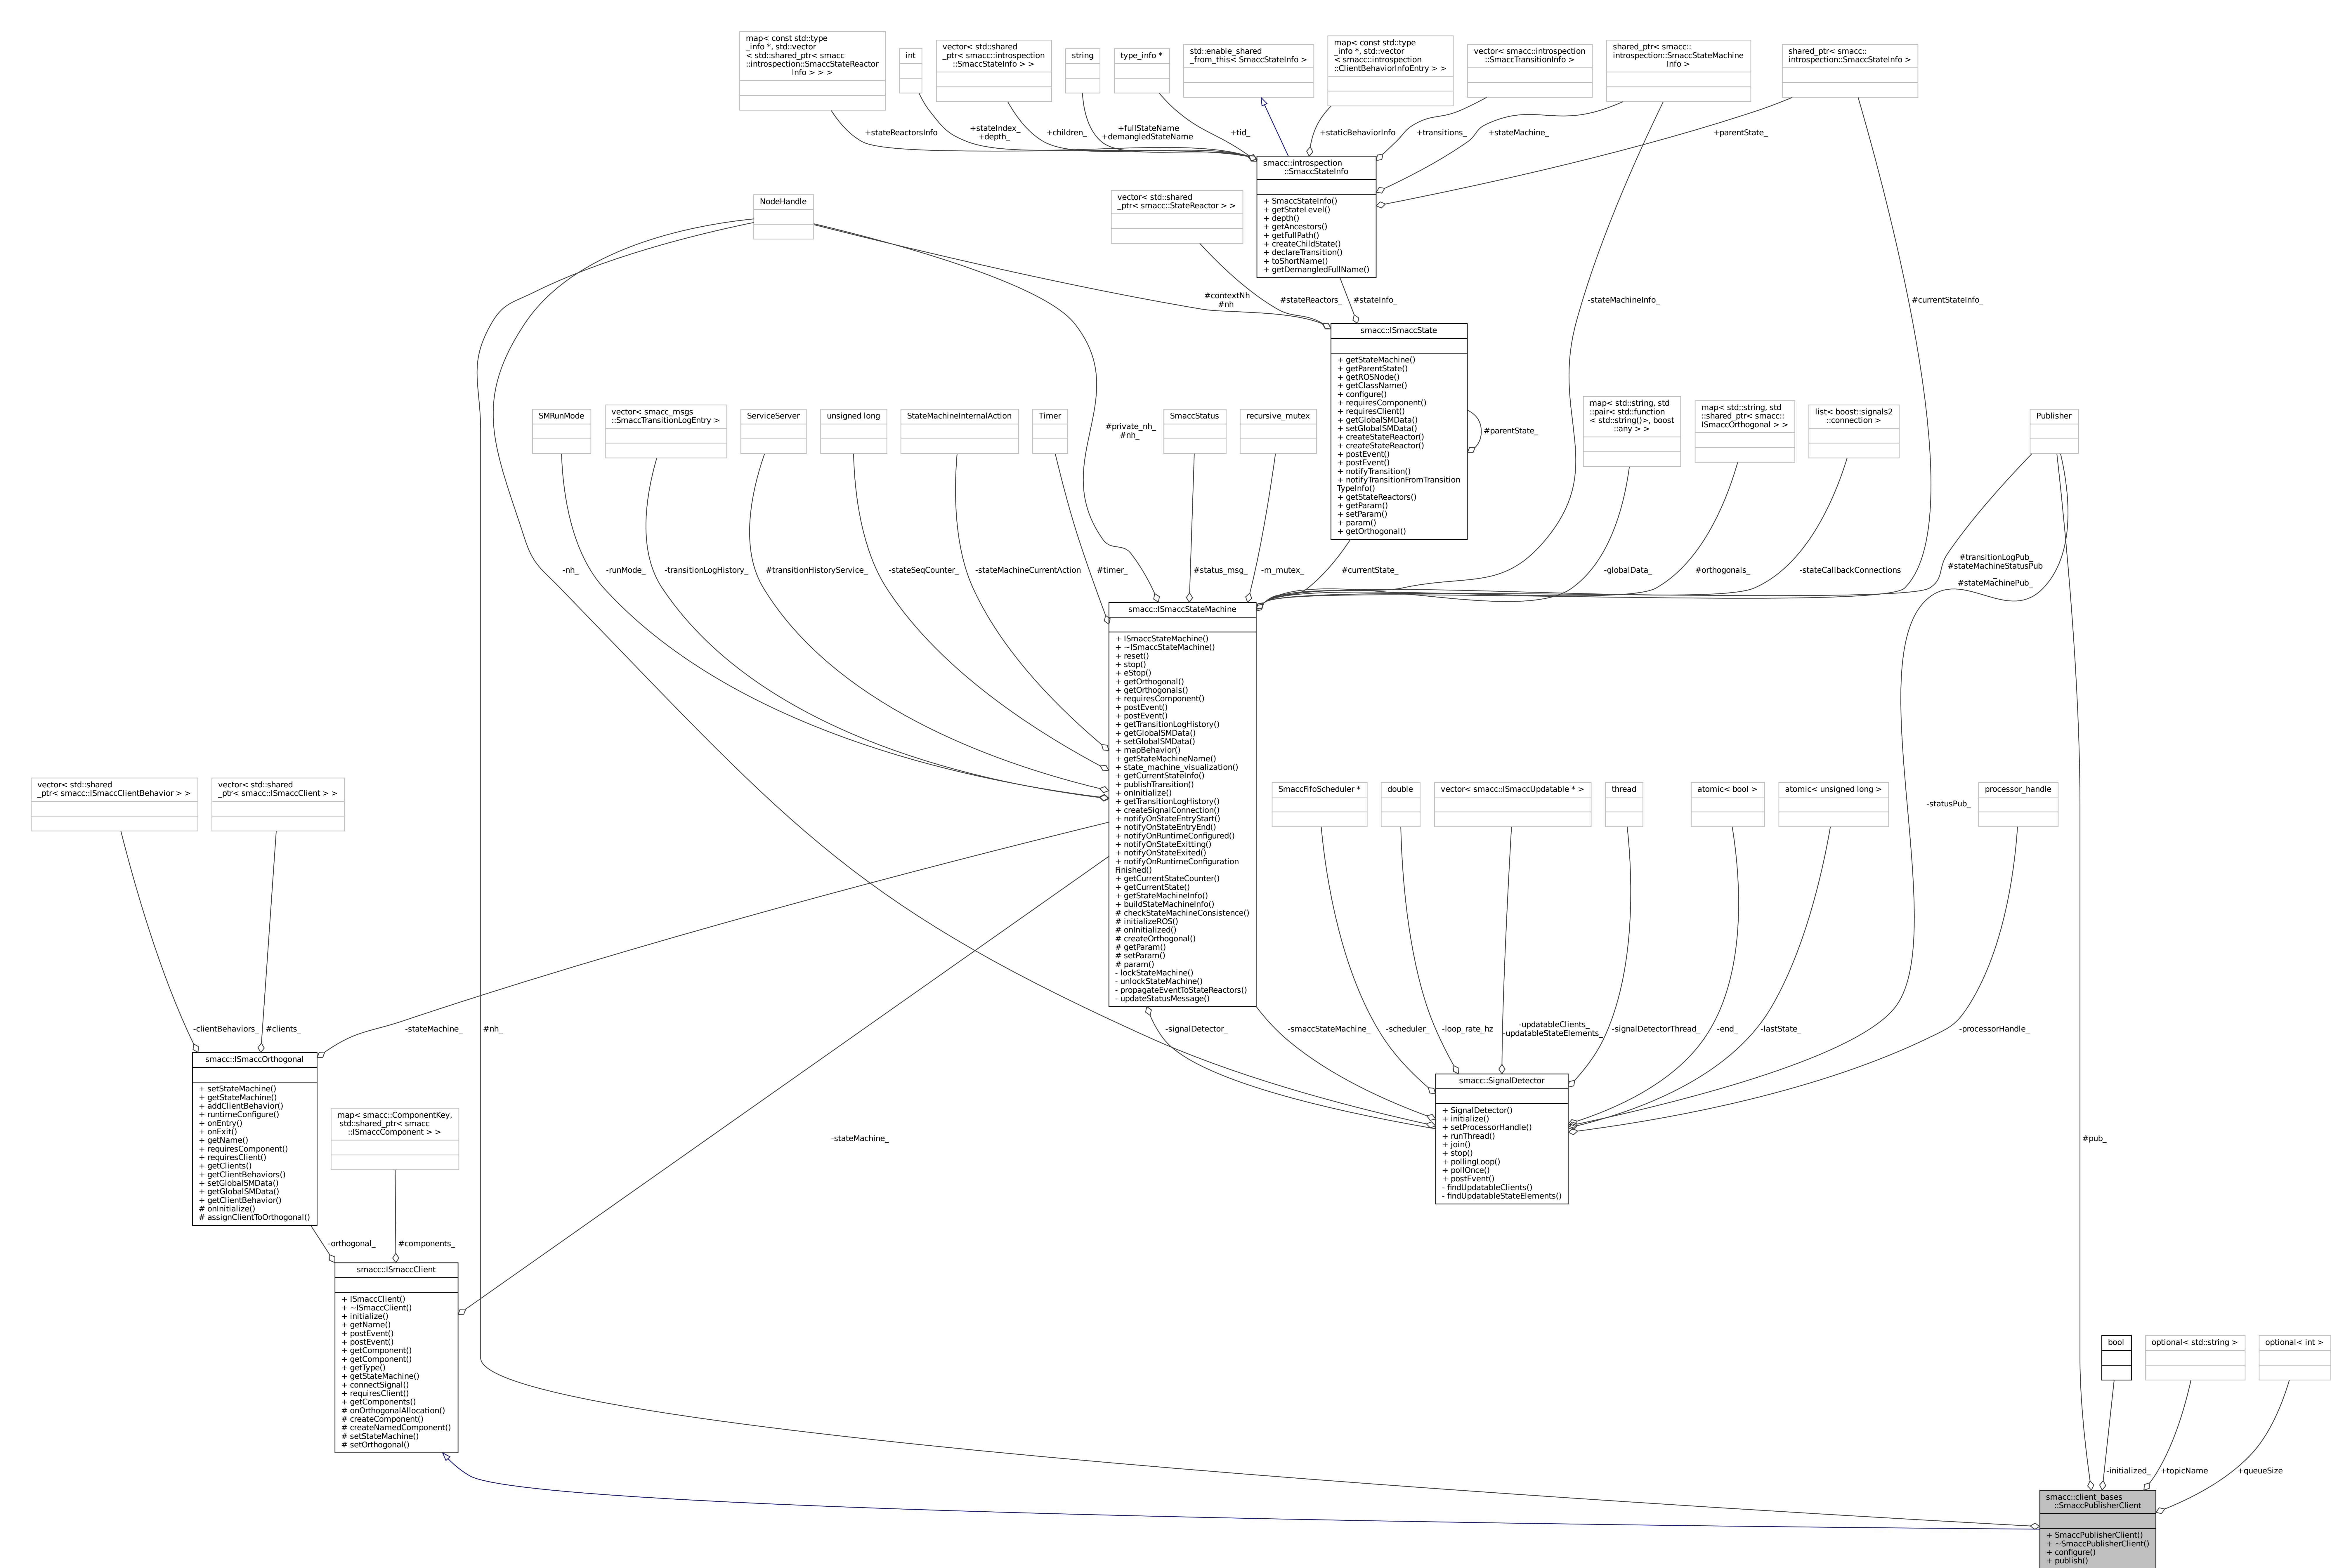 map< const std::type
_info *, std::vector
< std::shared_ptr< smacc
::introspection::SmaccStateReactor
Info > > >
int
vector< std::shared
_ptr< smacc::introspection
::SmaccStateInfo > >
string
type_info *
std::enable_shared
_from_this< SmaccStateInfo >
map< const std::type
_info *, std::vector
< smacc::introspection
::ClientBehaviorInfoEntry > >
vector< smacc::introspection
::SmaccTransitionInfo >
shared_ptr< smacc::
introspection::SmaccStateMachine
Info >
shared_ptr< smacc::
introspection::SmaccStateInfo >
+stateReactorsInfo
+stateIndex_
+depth_
+children_
+fullStateName
+demangledStateName
+tid_
+staticBehaviorInfo
+transitions_
+stateMachine_
+parentState_
smacc::introspection
::SmaccStateInfo
+ SmaccStateInfo()
+ getStateLevel()
+ depth()
+ getAncestors()
+ getFullPath()
+ createChildState()
+ declareTransition()
+ toShortName()
+ getDemangledFullName()
NodeHandle
vector< std::shared
_ptr< smacc::StateReactor > >
#contextNh
#nh
#stateReactors_
#stateInfo_
-stateMachineInfo_
#currentStateInfo_
smacc::ISmaccState
+ getStateMachine()
+ getParentState()
+ getROSNode()
+ getClassName()
+ configure()
+ requiresComponent()
+ requiresClient()
+ getGlobalSMData()
+ setGlobalSMData()
+ createStateReactor()
+ createStateReactor()
+ postEvent()
+ postEvent()
+ notifyTransition()
+ notifyTransitionFromTransition
TypeInfo()
+ getStateReactors()
+ getParam()
+ setParam()
+ param()
+ getOrthogonal()
#parentState_
SMRunMode
vector< smacc_msgs
::SmaccTransitionLogEntry >
ServiceServer
unsigned long
StateMachineInternalAction
Timer
#private_nh_
#nh_
SmaccStatus
recursive_mutex
map< std::string, std
::pair< std::function
< std::string()>, boost
::any > >
map< std::string, std
::shared_ptr< smacc::
ISmaccOrthogonal > >
list< boost::signals2
::connection >
Publisher
-nh_
-runMode_
-transitionLogHistory_
#transitionHistoryService_
-stateSeqCounter_
-stateMachineCurrentAction
#timer_
#status_msg_
-m_mutex_
#currentState_
-globalData_
#orthogonals_
-stateCallbackConnections
#transitionLogPub_
#stateMachineStatusPub
_
#stateMachinePub_
smacc::ISmaccStateMachine
+ ISmaccStateMachine()
+ ~ISmaccStateMachine()
+ reset()
+ stop()
+ eStop()
+ getOrthogonal()
+ getOrthogonals()
+ requiresComponent()
+ postEvent()
+ postEvent()
+ getTransitionLogHistory()
+ getGlobalSMData()
+ setGlobalSMData()
+ mapBehavior()
+ getStateMachineName()
+ state_machine_visualization()
+ getCurrentStateInfo()
+ publishTransition()
+ onInitialize()
+ getTransitionLogHistory()
+ createSignalConnection()
+ notifyOnStateEntryStart()
+ notifyOnStateEntryEnd()
+ notifyOnRuntimeConfigured()
+ notifyOnStateExitting()
+ notifyOnStateExited()
+ notifyOnRuntimeConfiguration
Finished()
+ getCurrentStateCounter()
+ getCurrentState()
+ getStateMachineInfo()
+ buildStateMachineInfo()
# checkStateMachineConsistence()
# initializeROS()
# onInitialized()
# createOrthogonal()
# getParam()
# setParam()
# param()
- lockStateMachine()
- unlockStateMachine()
- propagateEventToStateReactors()
- updateStatusMessage()
vector< std::shared
_ptr< smacc::ISmaccClientBehavior > >
vector< std::shared
_ptr< smacc::ISmaccClient > >
SmaccFifoScheduler *
double
vector< smacc::ISmaccUpdatable * >
thread
atomic< bool >
atomic< unsigned long >
-statusPub_
processor_handle
-clientBehaviors_
#clients_
-stateMachine_
#nh_
-signalDetector_
-smaccStateMachine_
-scheduler_
-loop_rate_hz
-updatableClients_
-updatableStateElements_
-signalDetectorThread_
-end_
-lastState_
-processorHandle_
smacc::ISmaccOrthogonal
+ setStateMachine()
+ getStateMachine()
+ addClientBehavior()
+ runtimeConfigure()
+ onEntry()
+ onExit()
+ getName()
+ requiresComponent()
+ requiresClient()
+ getClients()
+ getClientBehaviors()
+ setGlobalSMData()
+ getGlobalSMData()
+ getClientBehavior()
# onInitialize()
# assignClientToOrthogonal()
map< smacc::ComponentKey,
std::shared_ptr< smacc
::ISmaccComponent > >
-stateMachine_
smacc::SignalDetector
+ SignalDetector()
+ initialize()
+ setProcessorHandle()
+ runThread()
+ join()
+ stop()
+ pollingLoop()
+ pollOnce()
+ postEvent()
- findUpdatableClients()
- findUpdatableStateElements()
#pub_
-orthogonal_
#components_
smacc::ISmaccClient
+ ISmaccClient()
+ ~ISmaccClient()
+ initialize()
+ getName()
+ postEvent()
+ postEvent()
+ getComponent()
+ getComponent()
+ getType()
+ getStateMachine()
+ connectSignal()
+ requiresClient()
+ getComponents()
# onOrthogonalAllocation()
# createComponent()
# createNamedComponent()
# setStateMachine()
# setOrthogonal()
bool
optional< std::string >
optional< int >
-initialized_
+topicName
+queueSize
smacc::client_bases
::SmaccPublisherClient
+ SmaccPublisherClient()
+ ~SmaccPublisherClient()
+ configure()
+ publish()